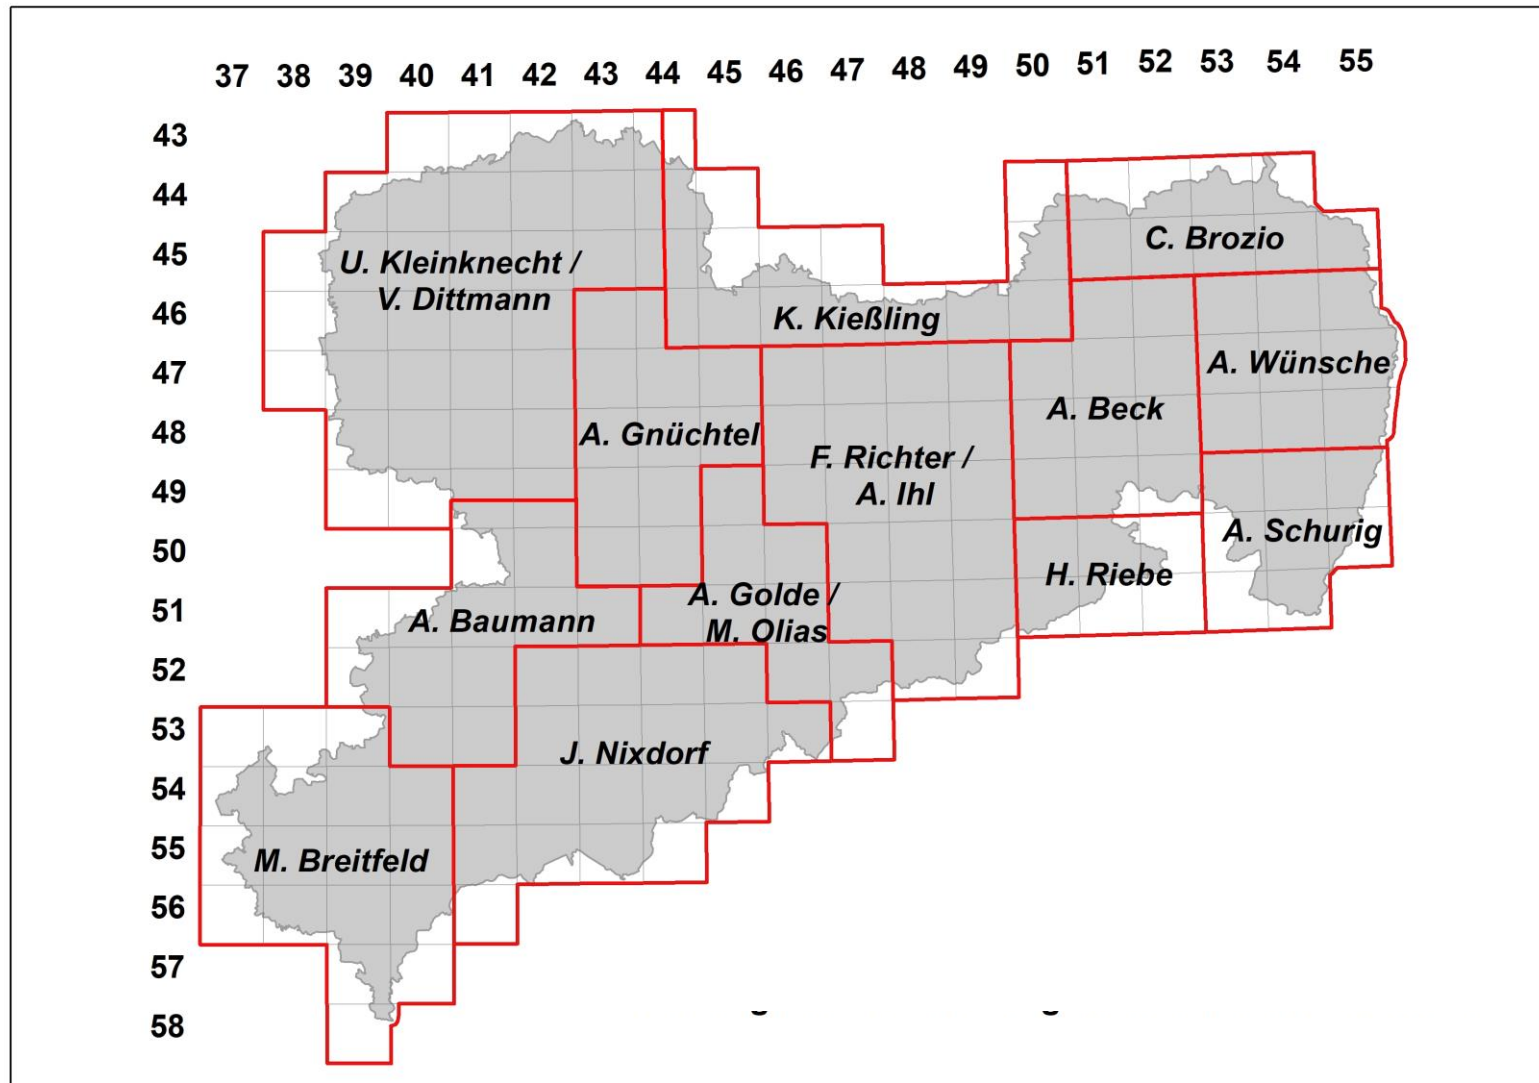 37 38 39 40 41 42 43 44 45 46 47 48 49 50 51 52 53 54 55
43
44
45
46
47
48
49
50
51
52
53
54
55
56
57
58
U. Kleinknecht /
V. Dittmann
C. Brozio
K. Kießling
A. Wünsche
A. Beck
A. Gnüchtel
F. Richter /
A. Ihl
A. Schurig
H. Riebe
A. Golde /
M. Olias
A. Baumann
J. Nixdorf
M. Breitfeld